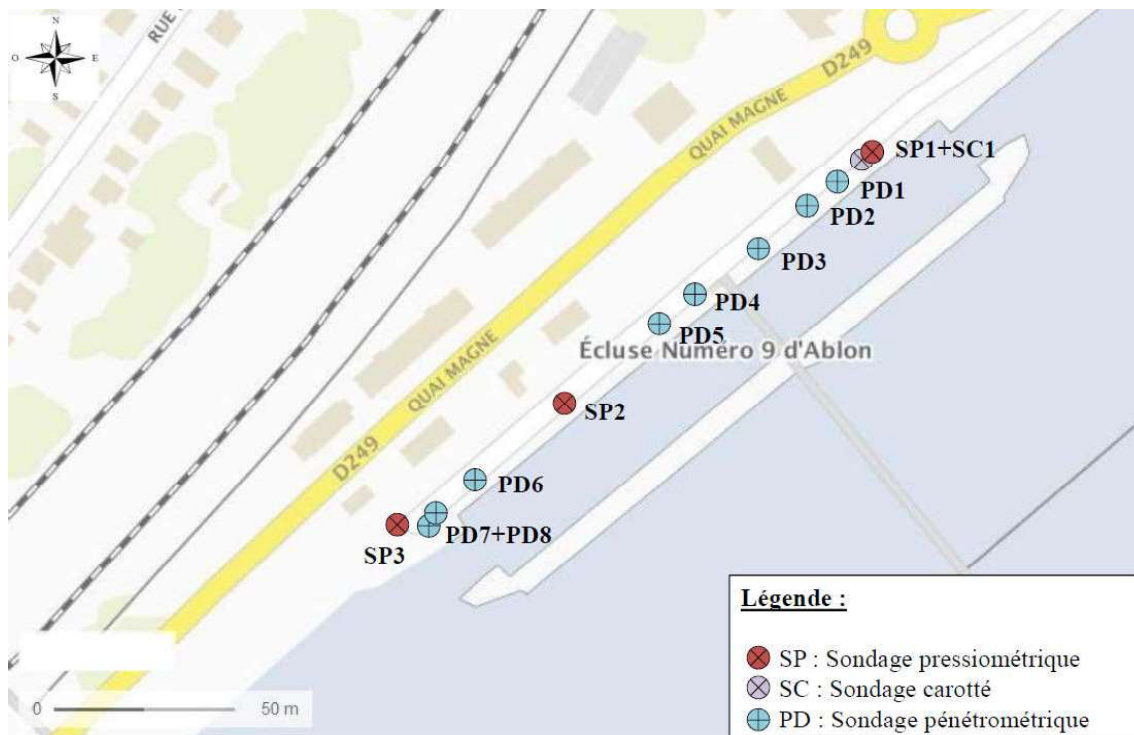 N
O
E
S
RUE
D249
QUAI MAGNE
SP1+SC1
PD1
PD2
PD3
PD4
PD5
Écluse Numéro 9 d'Ablon
QUAI MAGNE
SP2
D249
PD6
PD7+PD8
SP3
Légende :
SP : Sondage pressiométrique
SC : Sondage carotté
PD : Sondage pénétrométrique
0
50 m